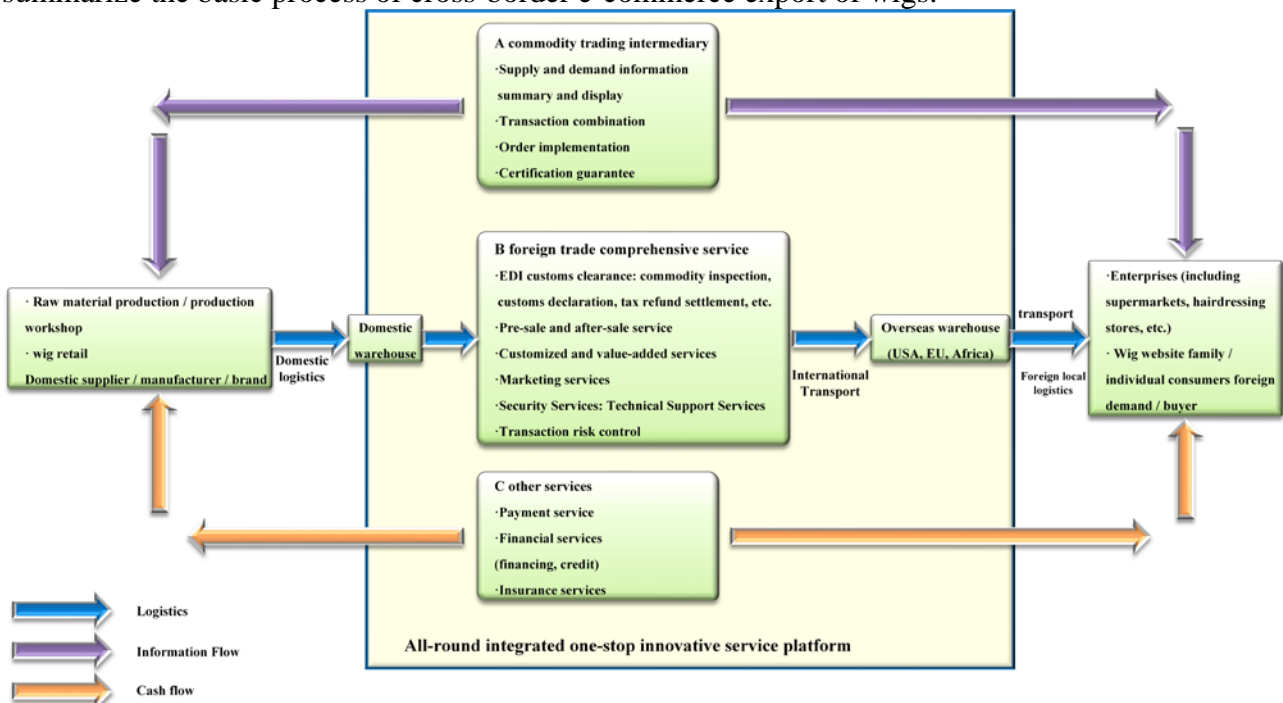 summarize the basic process of cross-border e-commerce export of wigs.
A commodity trading intermediary
·Supply and demand information
summary and display
·Transaction combination
·Order implementation
·Certification guarantee
B foreign trade comprehensive service
·EDI customs clearance: commodity inspection,
customs declaration, tax refund settlement, etc.
·Pre-sale and after-sale service
·Customized and value-added services
·Marketing services
·Security Services: Technical Support Services
·Transaction risk control
· Raw material production / production
workshop
· wig retail
Domestic supplier / manufacturer / brand
Domestic
logistics
Domestic
warehouse
International
Transport
Overseas warehouse
(USA, EU, Africa)
transport
Foreign local
logistics
·Enterprises (including
supermarkets, hairdressing
stores, etc.)
· Wig website family /
individual consumers foreign
demand / buyer
C other services
·Payment service
·Financial services
(financing, credit)
·Insurance services
All-round integrated one-stop innovative service platform
Logistics
Information Flow
Cash flow